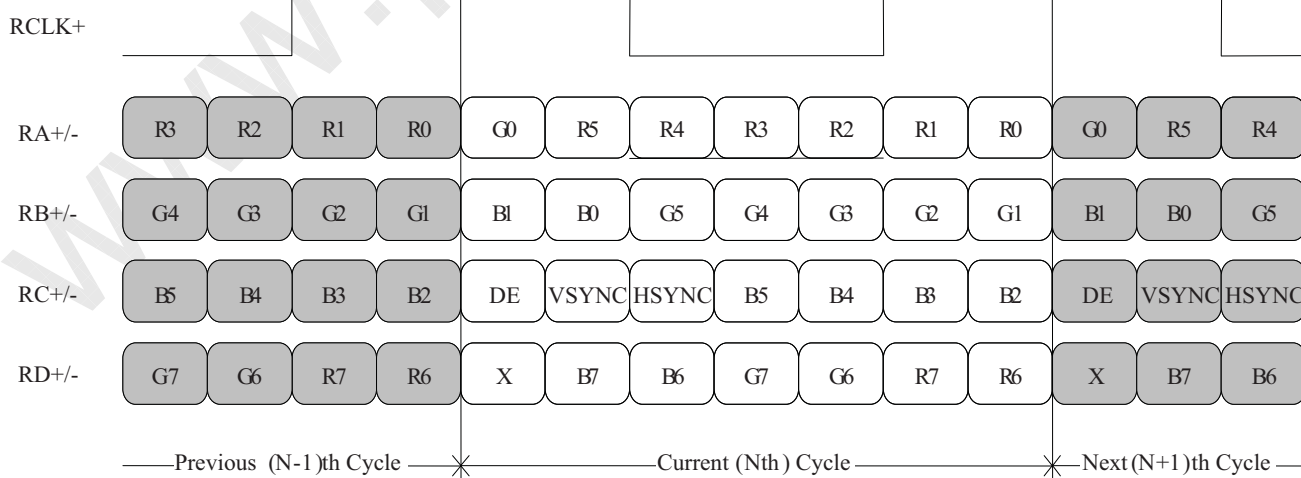 RCLK+
RA+/- R3 R2 R1 R0 G0 R5 R4 R3 R2 R1 R0 G0 R5 R4
RB+/- G4 G3 G2 G1 B1 B0 G5 G4 G3 G2 G1 B1 B0 G5
RC+/- B5 B4 B3 B2 DE VSYNC HSYNC B5 B4 B3 B2 DE VSYNC HSYNC
RD+/- G7 G6 R7 R6 X B7 B6 G7 G6 R7 R6 X B7 B6
Previous (N-1)th Cycle Current (Nth) Cycle Next (N+1)th Cycle